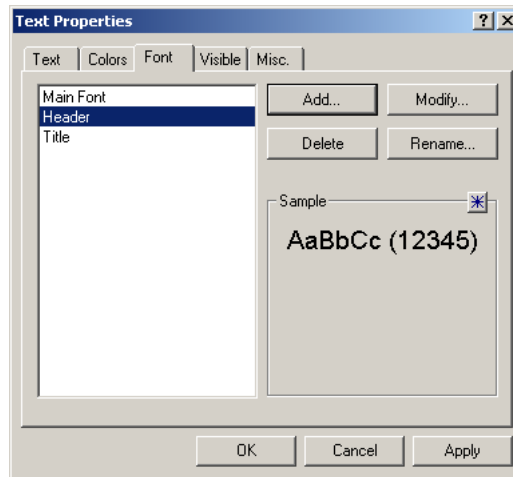 Text Properties
Text Colors Font Visible Misc.
Main Font
Header
Title
Add... Modify...
Delete Rename...
Sample
AaBbCc (12345)
OK Cancel Apply